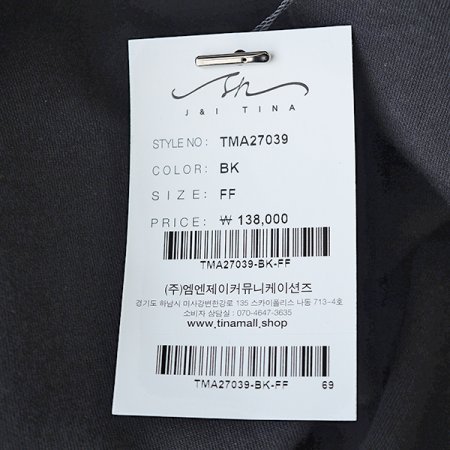 sn
J & I TINA
STYLE NO : TMA27039
COLOR: BK
SIZE: FF
PRICE: ₩ 138,000
TMA27039-BK-FF
(주)엠엔제이커뮤니케이션즈
경기도 하남시 미사강변한강로 135 스카이폴리스 나동 713-4호
소비자 상담실 : 070-4647-3635
www.tinamall.shop
TMA27039-BK-FF 69